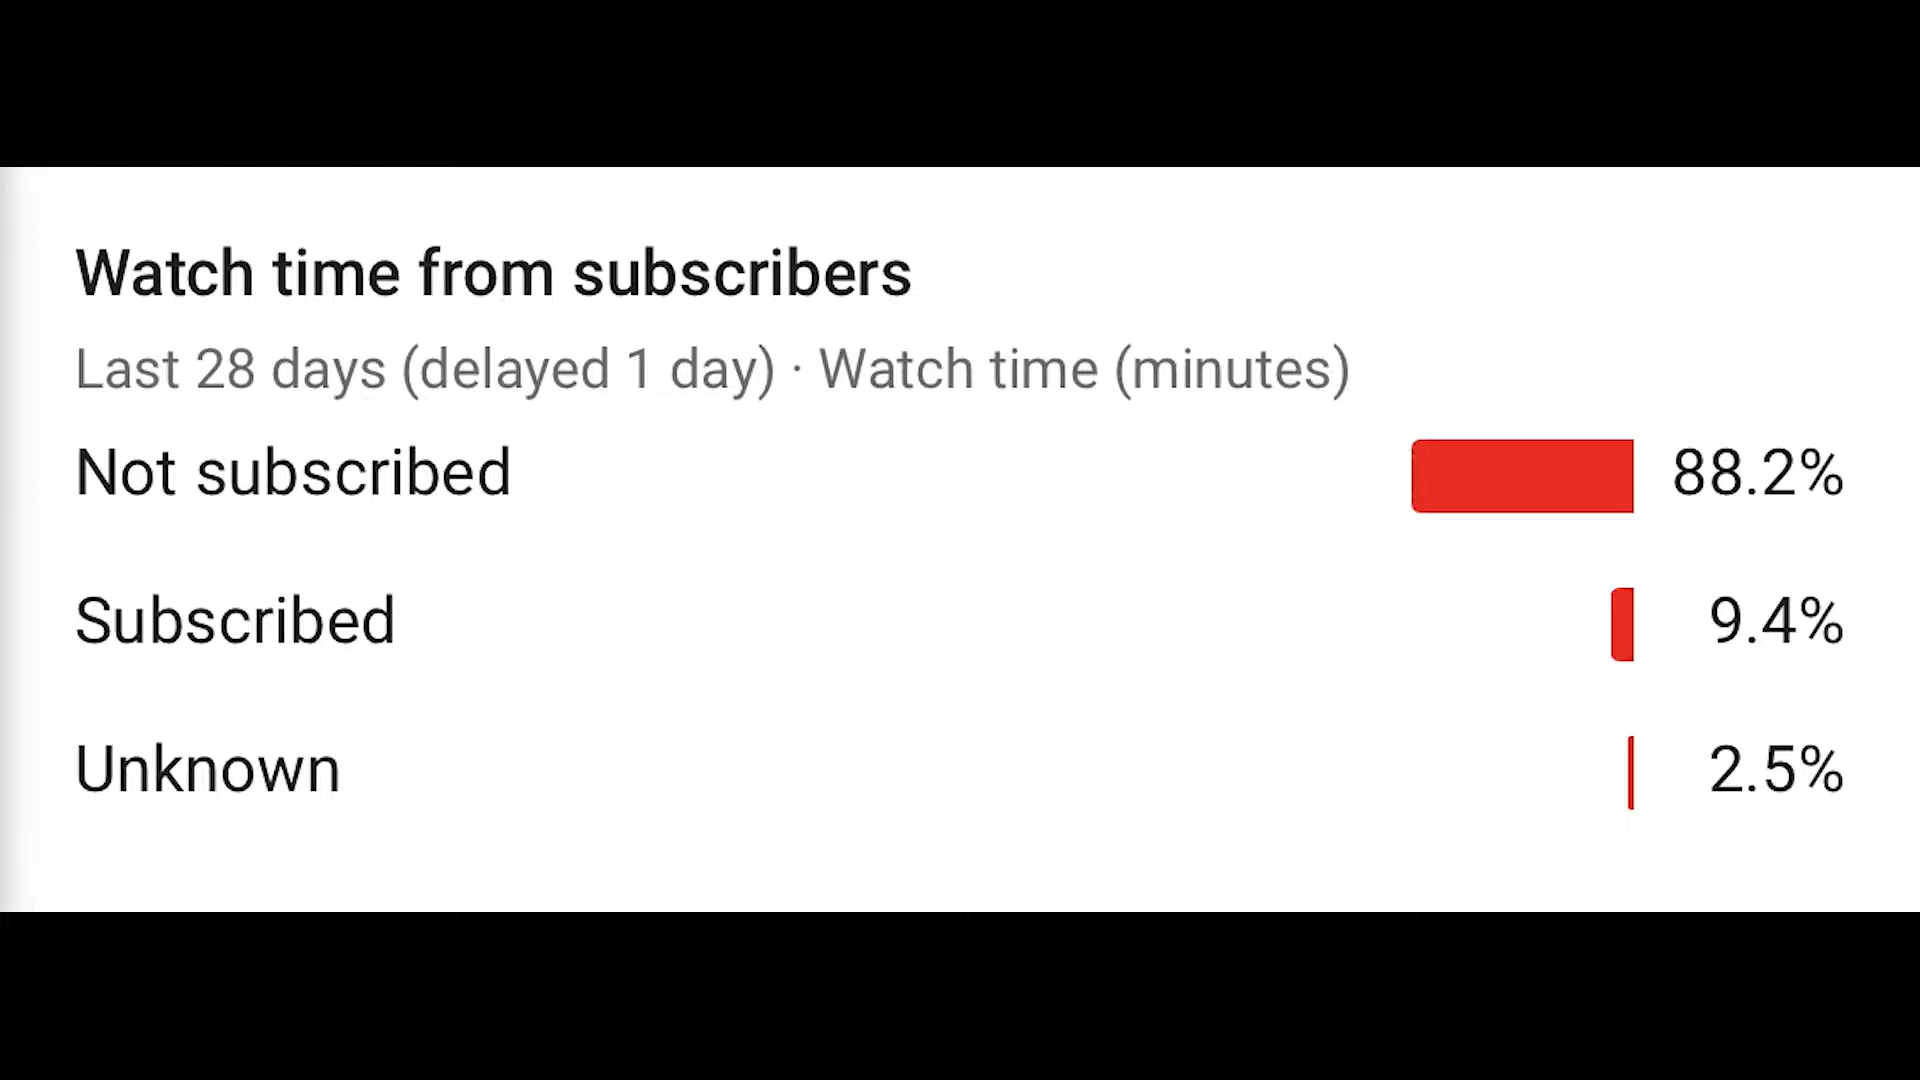 Watch time from subscribers
Last 28 days (delayed 1 day) · Watch time (minutes)
Not subscribed 88.2%
Subscribed 9.4%
Unknown 2.5%